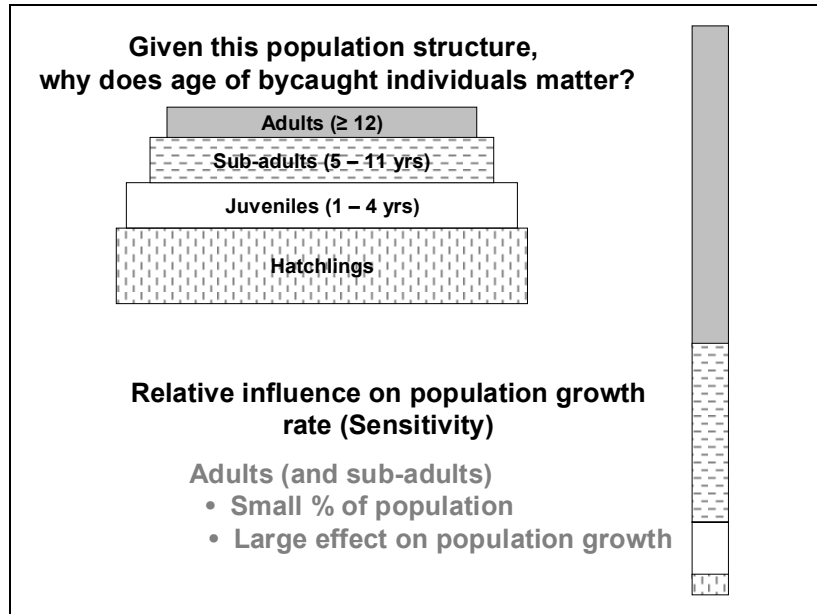 Given this population structure,
why does age of bycaught individuals matter?
Adults (≥ 12)
Sub-adults (5 – 11 yrs)
Juveniles (1 – 4 yrs)
Hatchlings
Relative influence on population growth
rate (Sensitivity)
Adults (and sub-adults)
• Small % of population
• Large effect on population growth